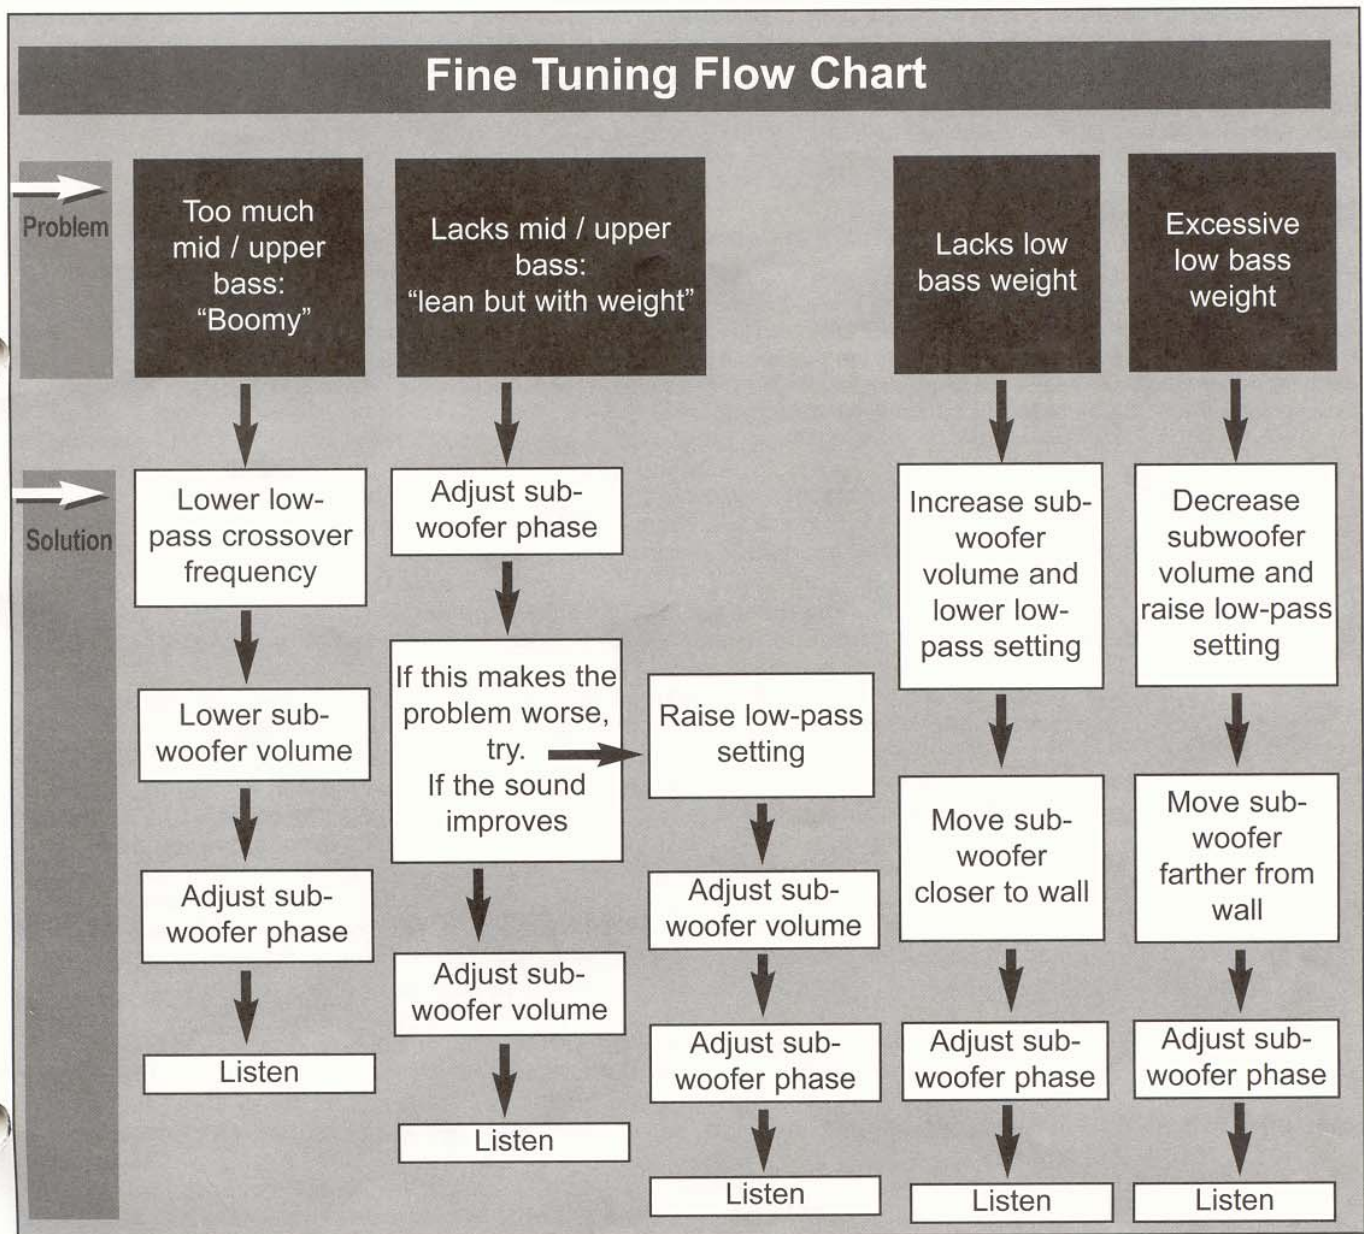 Fine Tuning Flow Chart
Problem
Too much
mid / upper
bass:
“Boomy”
Lacks mid / upper
bass:
“lean but with weight”
Lacks low
bass weight
Excessive
low bass
weight
Solution
Lower low-
pass crossover
frequency
Lower sub-
woofer volume
Adjust sub-
woofer phase
Listen
Adjust sub-
woofer phase
If this makes the
problem worse,
try.
If the sound
improves
Adjust sub-
woofer volume
Listen
Raise low-pass
setting
Adjust sub-
woofer volume
Adjust sub-
woofer phase
Listen
Increase sub-
woofer
volume and
lower low-
pass setting
Move sub-
woofer
closer to wall
Adjust sub-
woofer phase
Listen
Decrease
subwoofer
volume and
raise low-pass
setting
Move sub-
woofer
farther from
wall
Adjust sub-
woofer phase
Listen